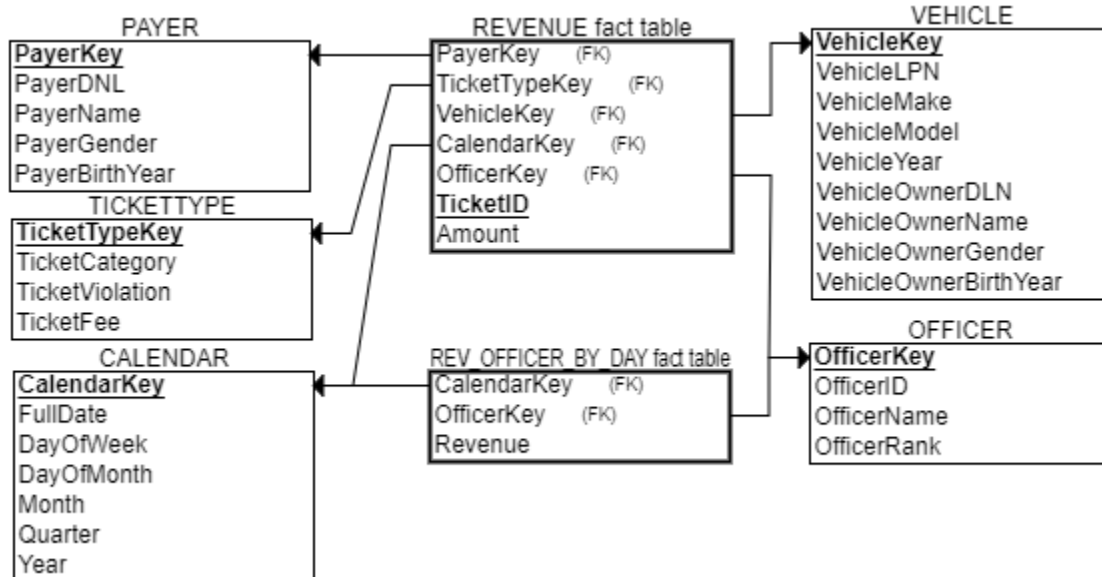 PAYER
PayerKey
PayerDNL
PayerName
PayerGender
PayerBirthYear
TICKETTYPE
TicketTypeKey
TicketCategory
TicketViolation
TicketFee
CALENDAR
CalendarKey
FullDate
DayOfWeek
DayOfMonth
Month
Quarter
Year
REVENUE fact table
PayerKey (FK)
TicketTypeKey (FK)
VehicleKey (FK)
CalendarKey (FK)
OfficerKey (FK)
TicketID
Amount
REV_OFFICER_BY_DAY fact table
CalendarKey (FK)
OfficerKey (FK)
Revenue
VEHICLE
VehicleKey
VehicleLPN
VehicleMake
VehicleModel
VehicleYear
VehicleOwnerDLN
VehicleOwnerName
VehicleOwnerGender
VehicleOwnerBirthYear
OFFICER
OfficerKey
OfficerID
OfficerName
OfficerRank